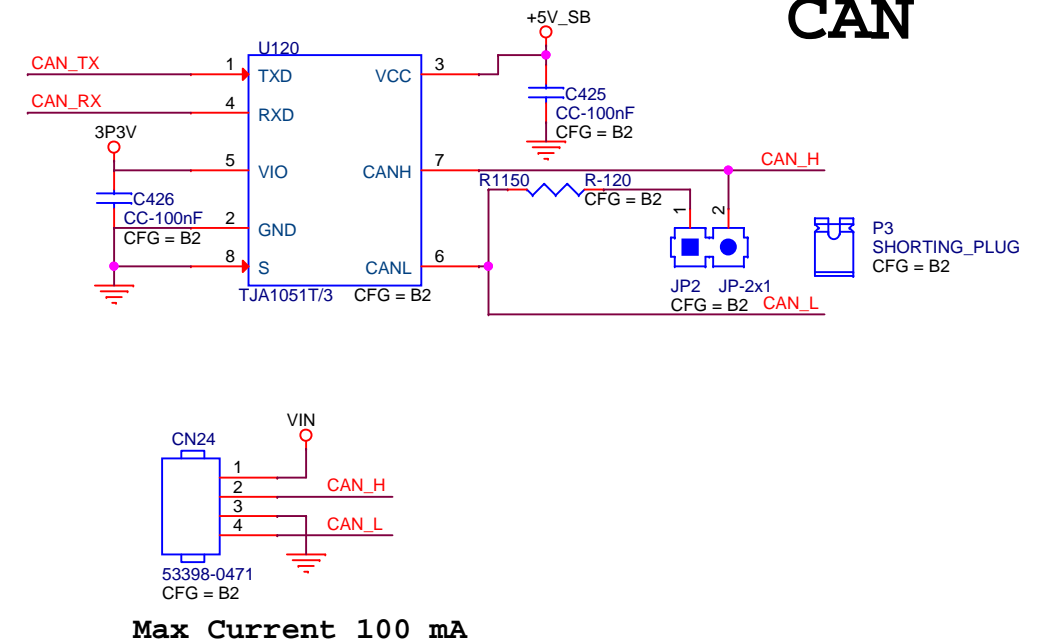 CAN
+5V_SB
U120
CAN_TX
1
TXD
VCC
3
CAN_RX
4
RXD
C425
CC-100nF
CFG = B2
3P3V
5
VIO
CANH
7
CAN_H
R1150
R-120
CFG = B2
C426
CC-100nF
CFG = B2
2
GND
1
2
P3
SHORTING_PLUG
CFG = B2
8
S
CANL
6
TJA1051T/3
CFG = B2
JP2
JP-2x1
CFG = B2
CAN_L
VIN
CN24
1
2
CAN_H
3
4
CAN_L
53398-0471
CFG = B2
Max Current 100 mA